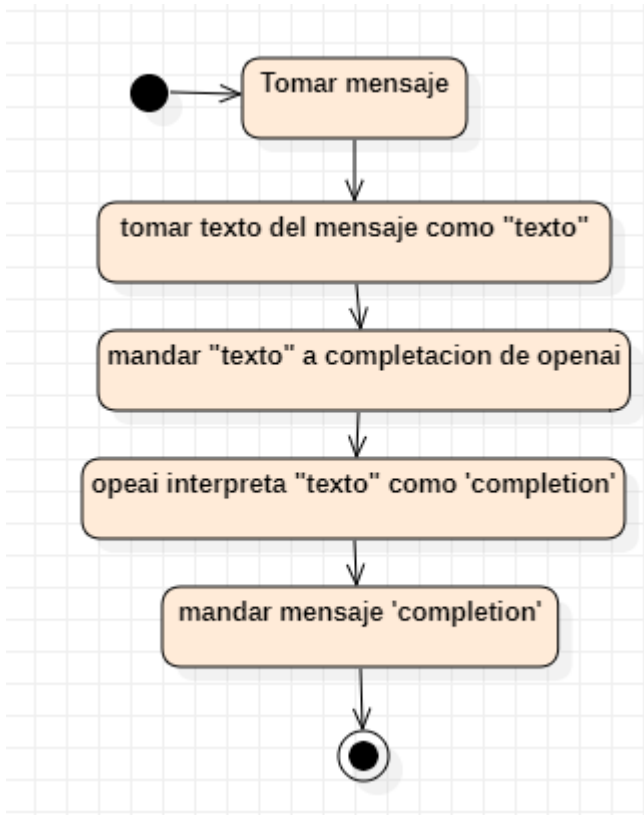 Tomar mensaje
tomar texto del mensaje como "texto"
mandar "texto" a completacion de openai
opeai interpreta "texto" como 'completion'
mandar mensaje 'completion'